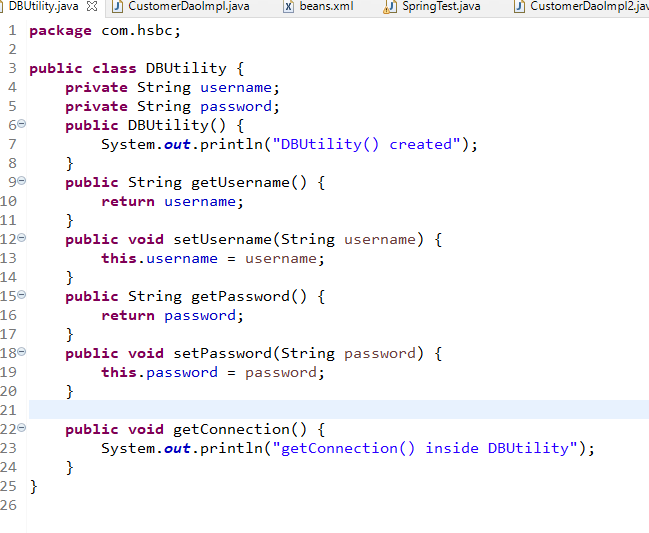 DBUtility.java CustomerDaoImpl.java beans.xml SpringTest.java CustomerDaoImpl2.jav
1 package com.hsbc;
2
3 public class DBUtility {
4 private String username;
5 private String password;
6 public DBUtility() {
7 System.out.println("DBUtility() created");
8 }
9 public String getUsername() {
10 return username;
11 }
12 public void setUsername(String username) {
13 this.username = username;
14 }
15 public String getPassword() {
16 return password;
17 }
18 public void setPassword(String password) {
19 this.password = password;
20 }
21
22 public void getConnection() {
23 System.out.println("getConnection() inside DBUtility");
24 }
25 }
26